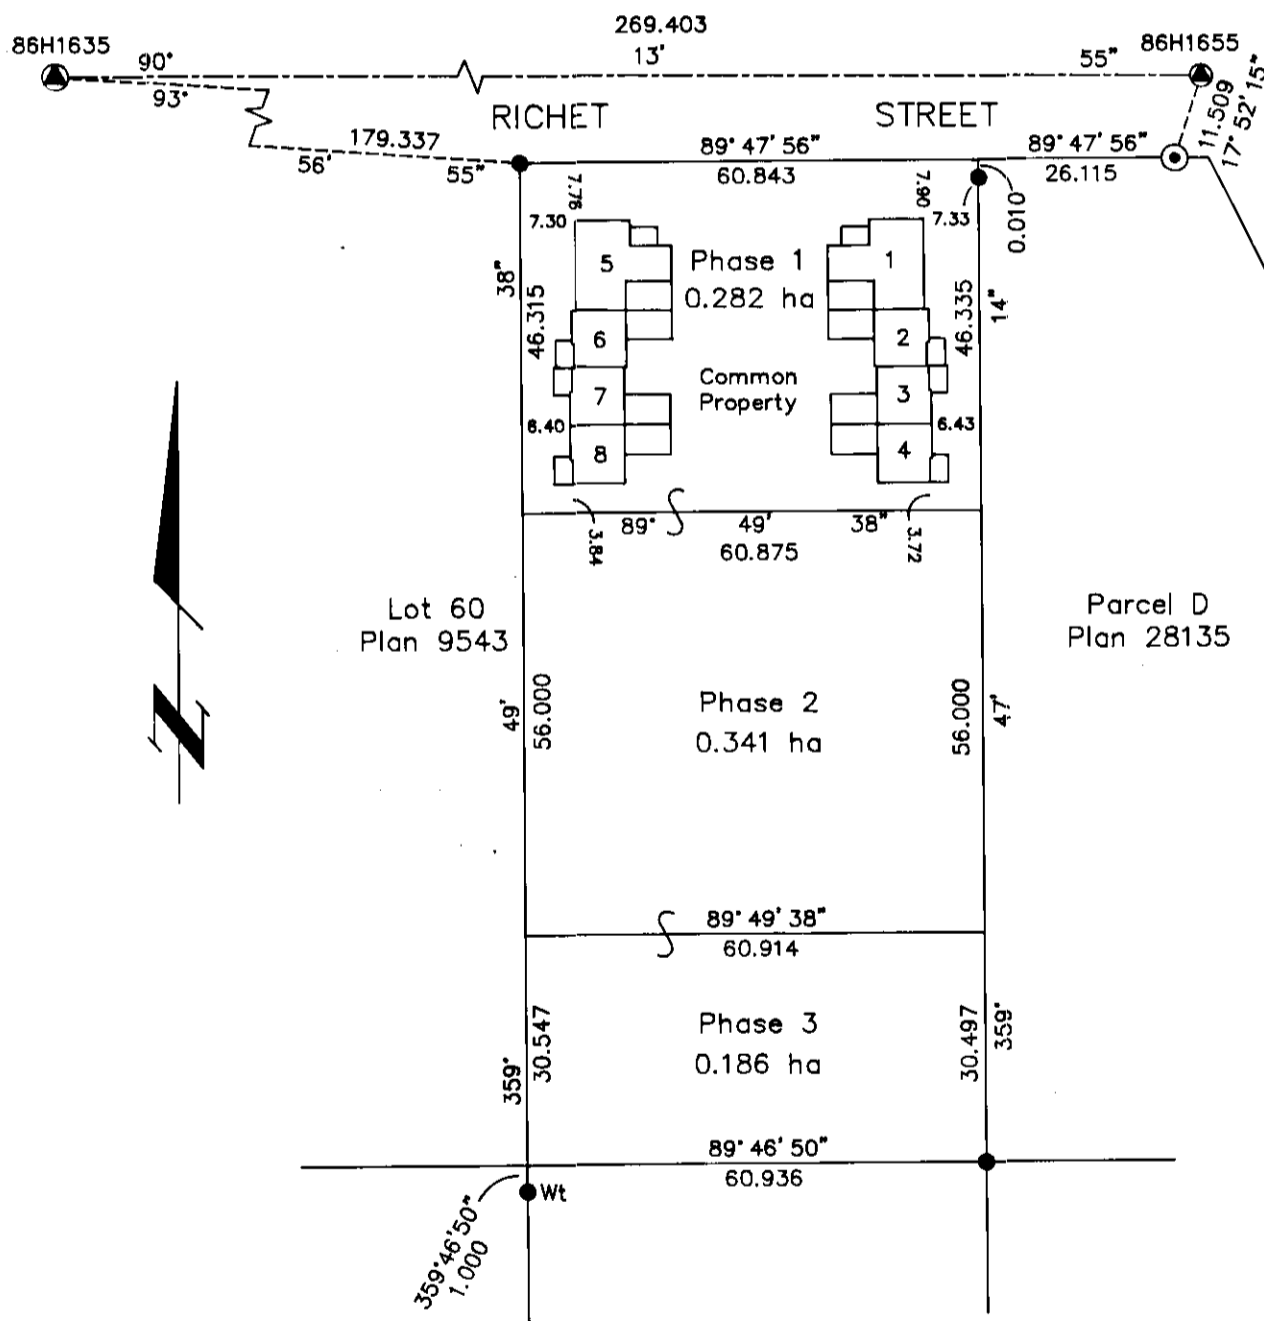 269.403
86H1635
86H1655
90°
13'
55"
93°
11.509
17° 52' 15"
RICHET STREET
179.337
56'
55"
89° 47' 56"
60.843
89° 47' 56"
26.115
7.76
7.90
7.30
7.33
0.010
5
Phase 1
1
0.282 ha
38"
46.315
46.335
14"
6
2
Common
Property
7
3
6.40
6.43
8
4
89°
49'
38"
60.875
3.84
3.72
Lot 60
Plan 9543
Parcel D
Plan 28135
N
49'
56.000
Phase 2
0.341 ha
56.000
47'
89° 49' 38"
60.914
359°
30.547
Phase 3
0.186 ha
30.497
359°
89° 46' 50"
60.936
Wt
359°46'50"
1.000